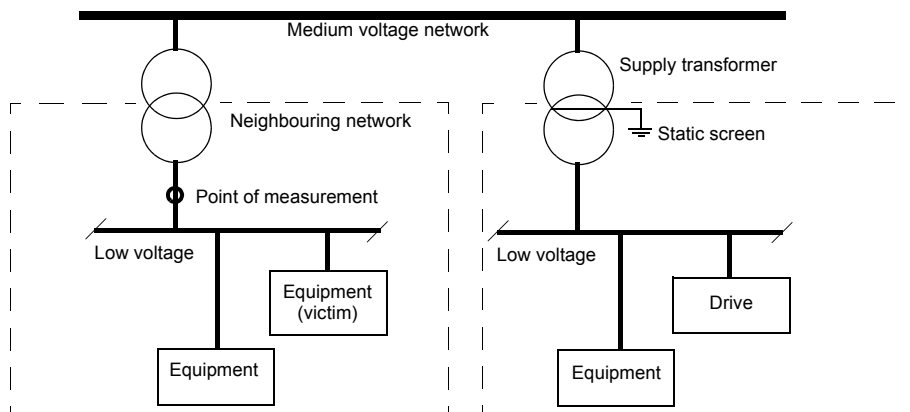 Medium voltage network
Supply transformer
Neighbouring network
Static screen
Point of measurement
Low voltage
Low voltage
Equipment
(victim)
Drive
Equipment
Equipment